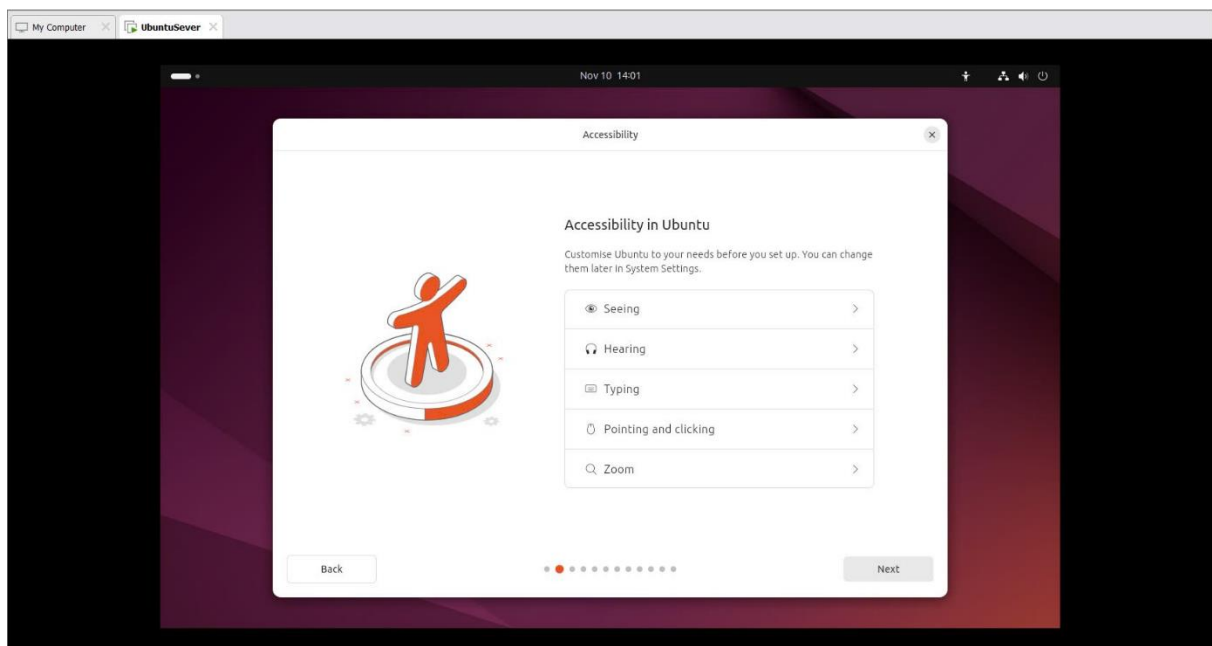 My Computer
UbuntuSever
Nov 10 14:01
Accessibility
Accessibility in Ubuntu
Customise Ubuntu to your needs before you set up. You can change
them later in System Settings.
Seeing
Hearing
Typing
Pointing and clicking
Zoom
Back
Next